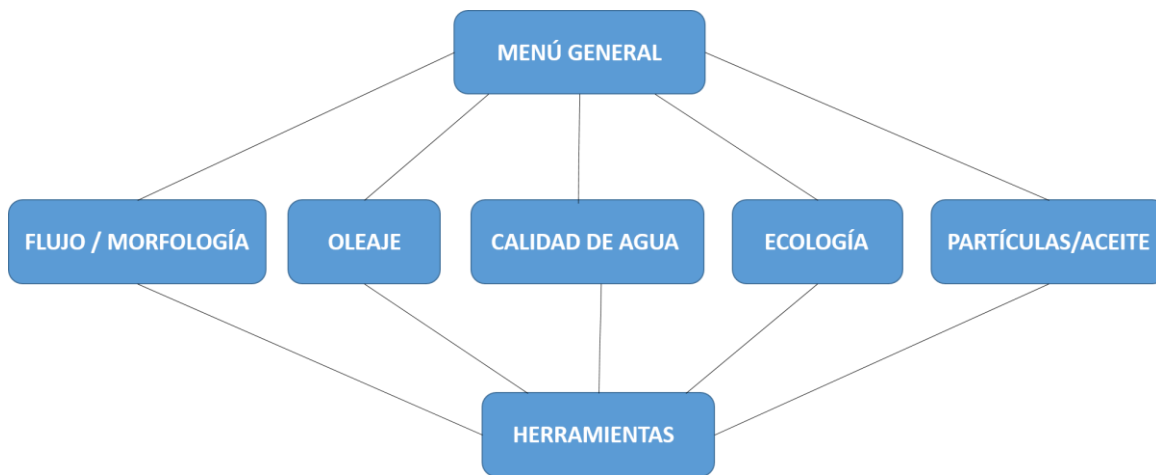 MENÚ GENERAL
FLUJO / MORFOLOGÍA
OLEAJE
CALIDAD DE AGUA
ECOLOGÍA
PARTÍCULAS/ACEITE
HERRAMIENTAS